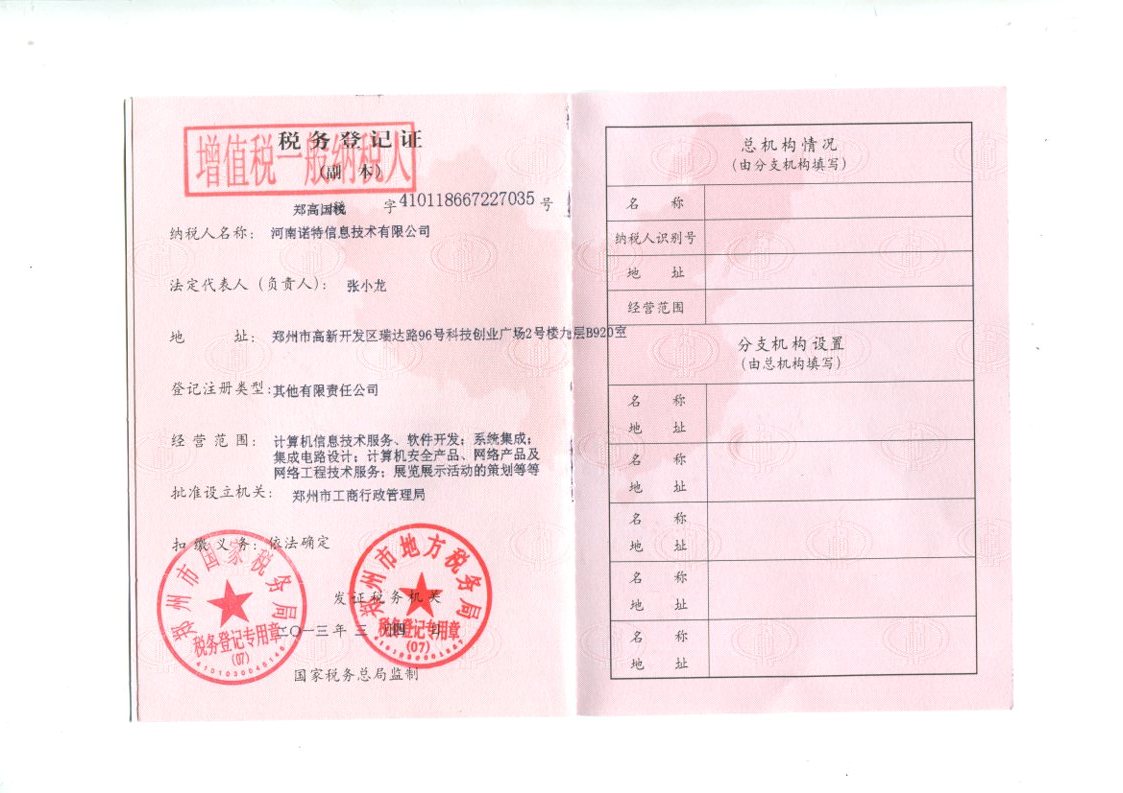 税务登记证
增值税一般纳税人
(副 本)
郑高国税 字 410118667227035 号
纳税人名称: 河南诺特信息技术有限公司
法定代表人(负责人): 张小龙
地 址: 郑州市高新开发区瑞达路96号科技创业广场2号楼九层B920室
登记注册类型: 其他有限责任公司
经营范围: 计算机信息技术服务、软件开发; 系统集成;
集成电路设计; 计算机安全产品、网络产品及
网络工程技术服务; 展览展示活动的策划等等
批准设立机关: 郑州市工商行政管理局
扣缴义务: 依法确定
郑州市国家税务局
税务登记专用章
(07)
郑州市地方税务局
税务登记专用章
(07)
发证税务机关
二〇一三年 三 月 四 日
国家税务总局监制
总机构情况
(由分支机构填写)
名 称
纳税人识别号
地 址
经营范围
分支机构设置
(由总机构填写)
名 称
地 址
名 称
地 址
名 称
地 址
名 称
地 址
名 称
地 址